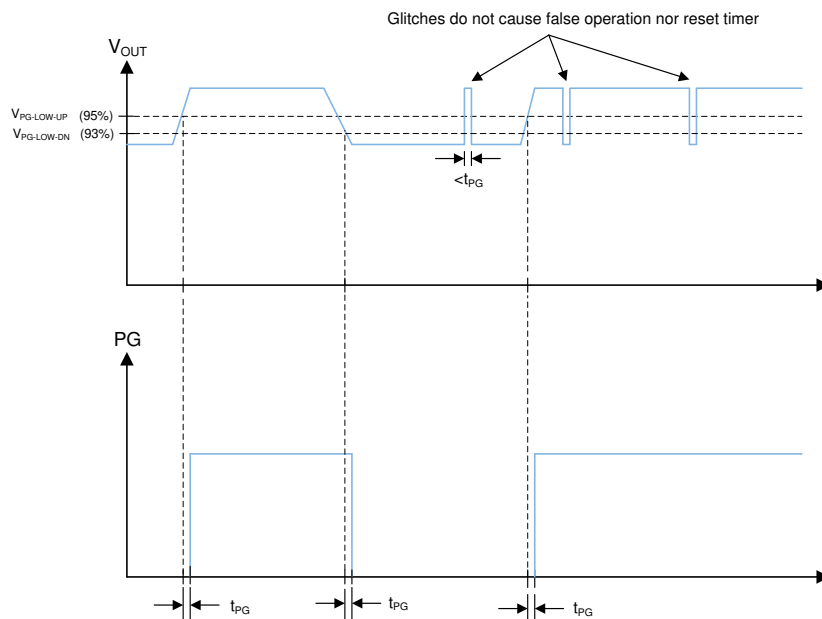 Glitches do not cause false operation nor reset timer
VOUT
VPG-LOW-UP (95%)
VPG-LOW-DN (93%)
<tPG
PG
tPG
tPG
tPG